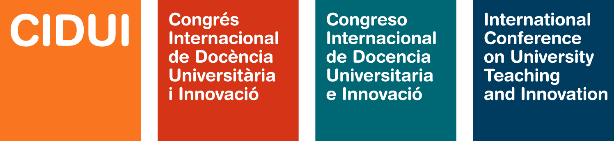 CIDUI
Congrés
Internacional
de Docència
Universitària
i Innovació
Congreso
Internacional
de Docencia
Universitaria
e Innovació
International
Conference
on University
Teaching
and Innovation